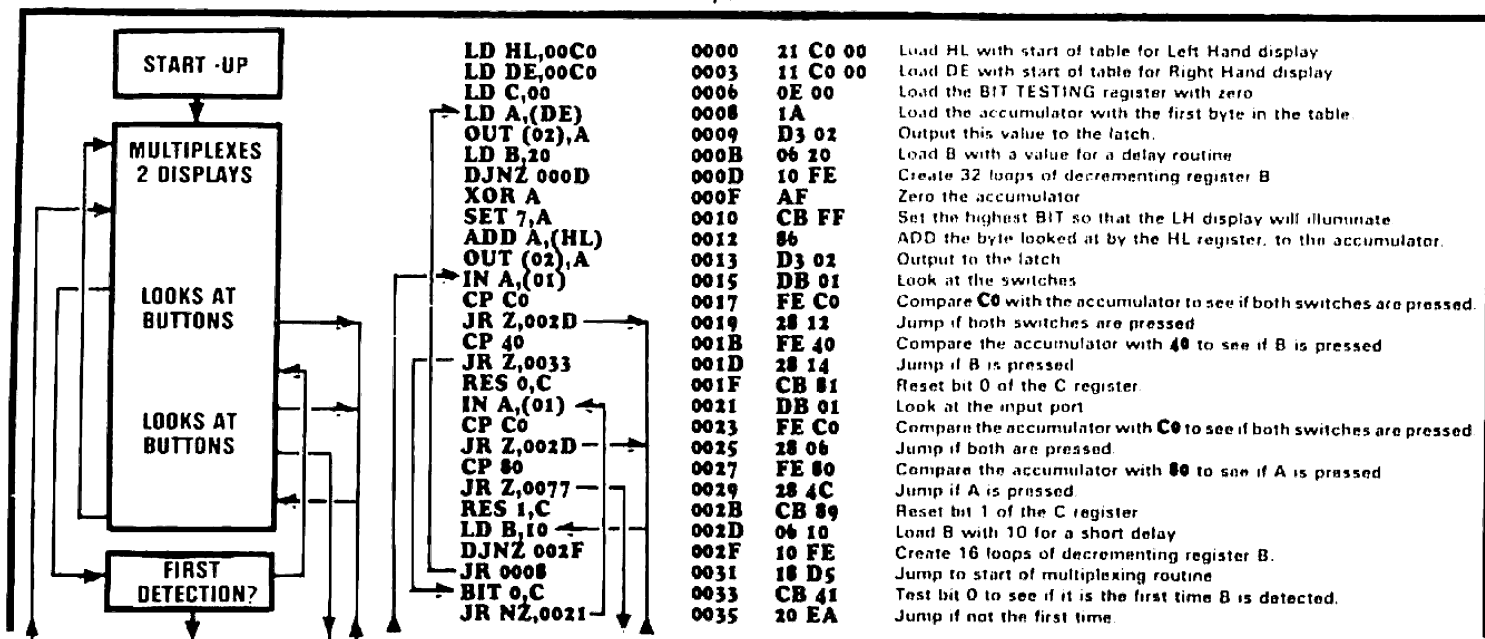 START -UP
MULTIPLEXES
2 DISPLAYS
LOOKS AT
BUTTONS
LOOKS AT
BUTTONS
FIRST
DETECTION?
LD HL,00C0 0000 21 C0 00 Load HL with start of table for Left Hand display
LD DE,00C0 0003 11 C0 00 Load DE with start of table for Right Hand display
LD C,00 0006 0E 00 Load the BIT TESTING register with zero
LD A,(DE) 0008 1A Load the accumulator with the first byte in the table.
OUT (02),A 0009 D3 02 Output this value to the latch.
LD B,20 000B 06 20 Load B with a value for a delay routine
DJNZ 000D 000D 10 FE Create 32 loops of decrementing register B
XOR A 000F AF Zero the accumulator
SET 7,A 0010 CB FF Set the highest BIT so that the LH display will illuminate
ADD A,(HL) 0012 86 ADD the byte looked at by the HL register, to the accumulator.
OUT (02),A 0013 D3 02 Output to the latch
IN A,(01) 0015 DB 01 Look at the switches
CP C0 0017 FE C0 Compare C0 with the accumulator to see if both switches are pressed.
JR Z,002D 0019 28 12 Jump if both switches are pressed
CP 40 001B FE 40 Compare the accumulator with 40 to see if B is pressed
JR Z,0033 001D 28 14 Jump if B is pressed
RES 0,C 001F CB 81 Reset bit 0 of the C register
IN A,(01) 0021 DB 01 Look at the input port
CP C0 0023 FE C0 Compare the accumulator with C0 to see if both switches are pressed
JR Z,002D 0025 28 06 Jump if both are pressed.
CP 80 0027 FE 80 Compare the accumulator with 80 to see if A is pressed
JR Z,0077 0029 28 4C Jump if A is pressed.
RES 1,C 002B CB 89 Reset bit 1 of the C register
LD B,10 002D 06 10 Load B with 10 for a short delay
DJNZ 002F 002F 10 FE Create 16 loops of decrementing register B.
JR 0008 0031 18 D5 Jump to start of multiplexing routine
BIT 0,C 0033 CB 41 Test bit 0 to see if it is the first time B is detected.
JR NZ,0021 0035 20 EA Jump if not the first time.